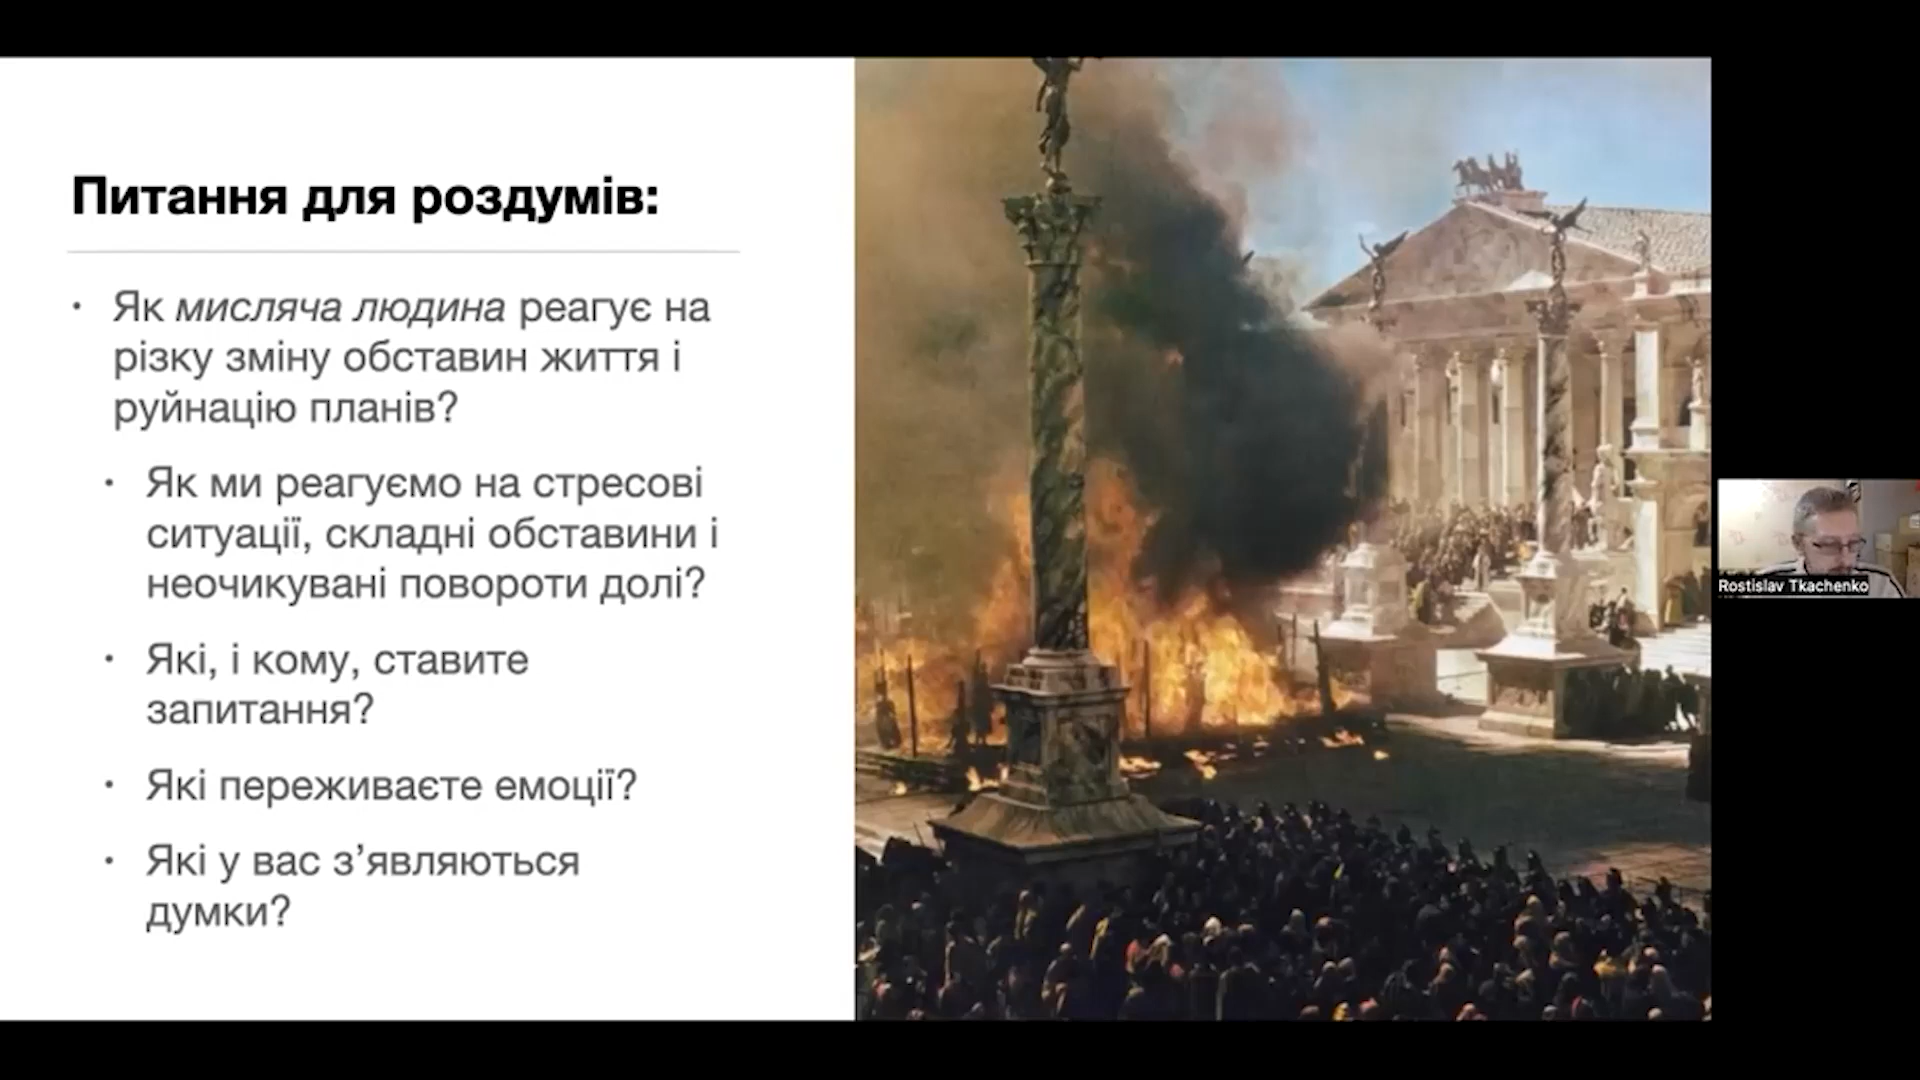 Питання для роздумів:
• Як мисляча людина реагує на
різку зміну обставин життя і
руйнацію планів?
• Як ми реагуємо на стресові
ситуації, складні обставини і
неочикувані повороти долі?
• Які, і кому, ставите
запитання?
• Які переживаєте емоції?
• Які у вас з’являються
думки?
Rostislav Tkachenko